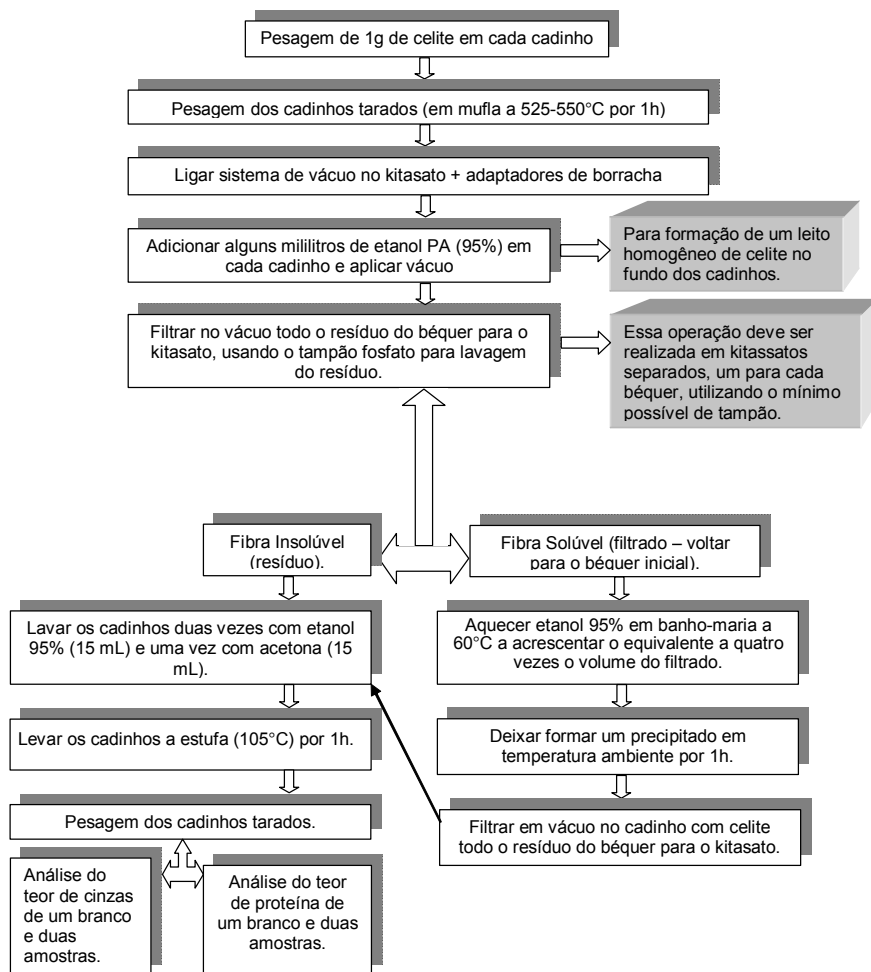 Pesagem de 1g de celite em cada cadinho
Pesagem dos cadinhos tarados (em mufla a 525-550°C por 1h)
Ligar sistema de vácuo no kitasato + adaptadores de borracha
Adicionar alguns mililitros de etanol PA (95%) em
cada cadinho e aplicar vácuo
Para formação de um leito
homogêneo de celite no
fundo dos cadinhos.
Filtrar no vácuo todo o resíduo do béquer para o
kitasato, usando o tampão fosfato para lavagem
do resíduo.
Essa operação deve ser
realizada em kitassatos
separados, um para cada
béquer, utilizando o mínimo
possível de tampão.
Fibra Insolúvel
(resíduo).
Fibra Solúvel (filtrado – voltar
para o béquer inicial).
Lavar os cadinhos duas vezes com etanol
95% (15 mL) e uma vez com acetona (15
mL).
Aquecer etanol 95% em banho-maria a
60°C a acrescentar o equivalente a quatro
vezes o volume do filtrado.
Levar os cadinhos a estufa (105°C) por 1h.
Deixar formar um precipitado em
temperatura ambiente por 1h.
Pesagem dos cadinhos tarados.
Filtrar em vácuo no cadinho com celite
todo o resíduo do béquer para o kitasato.
Análise do
teor de cinzas
de um branco
e duas
amostras.
Análise do teor
de proteína de
um branco e duas
amostras.